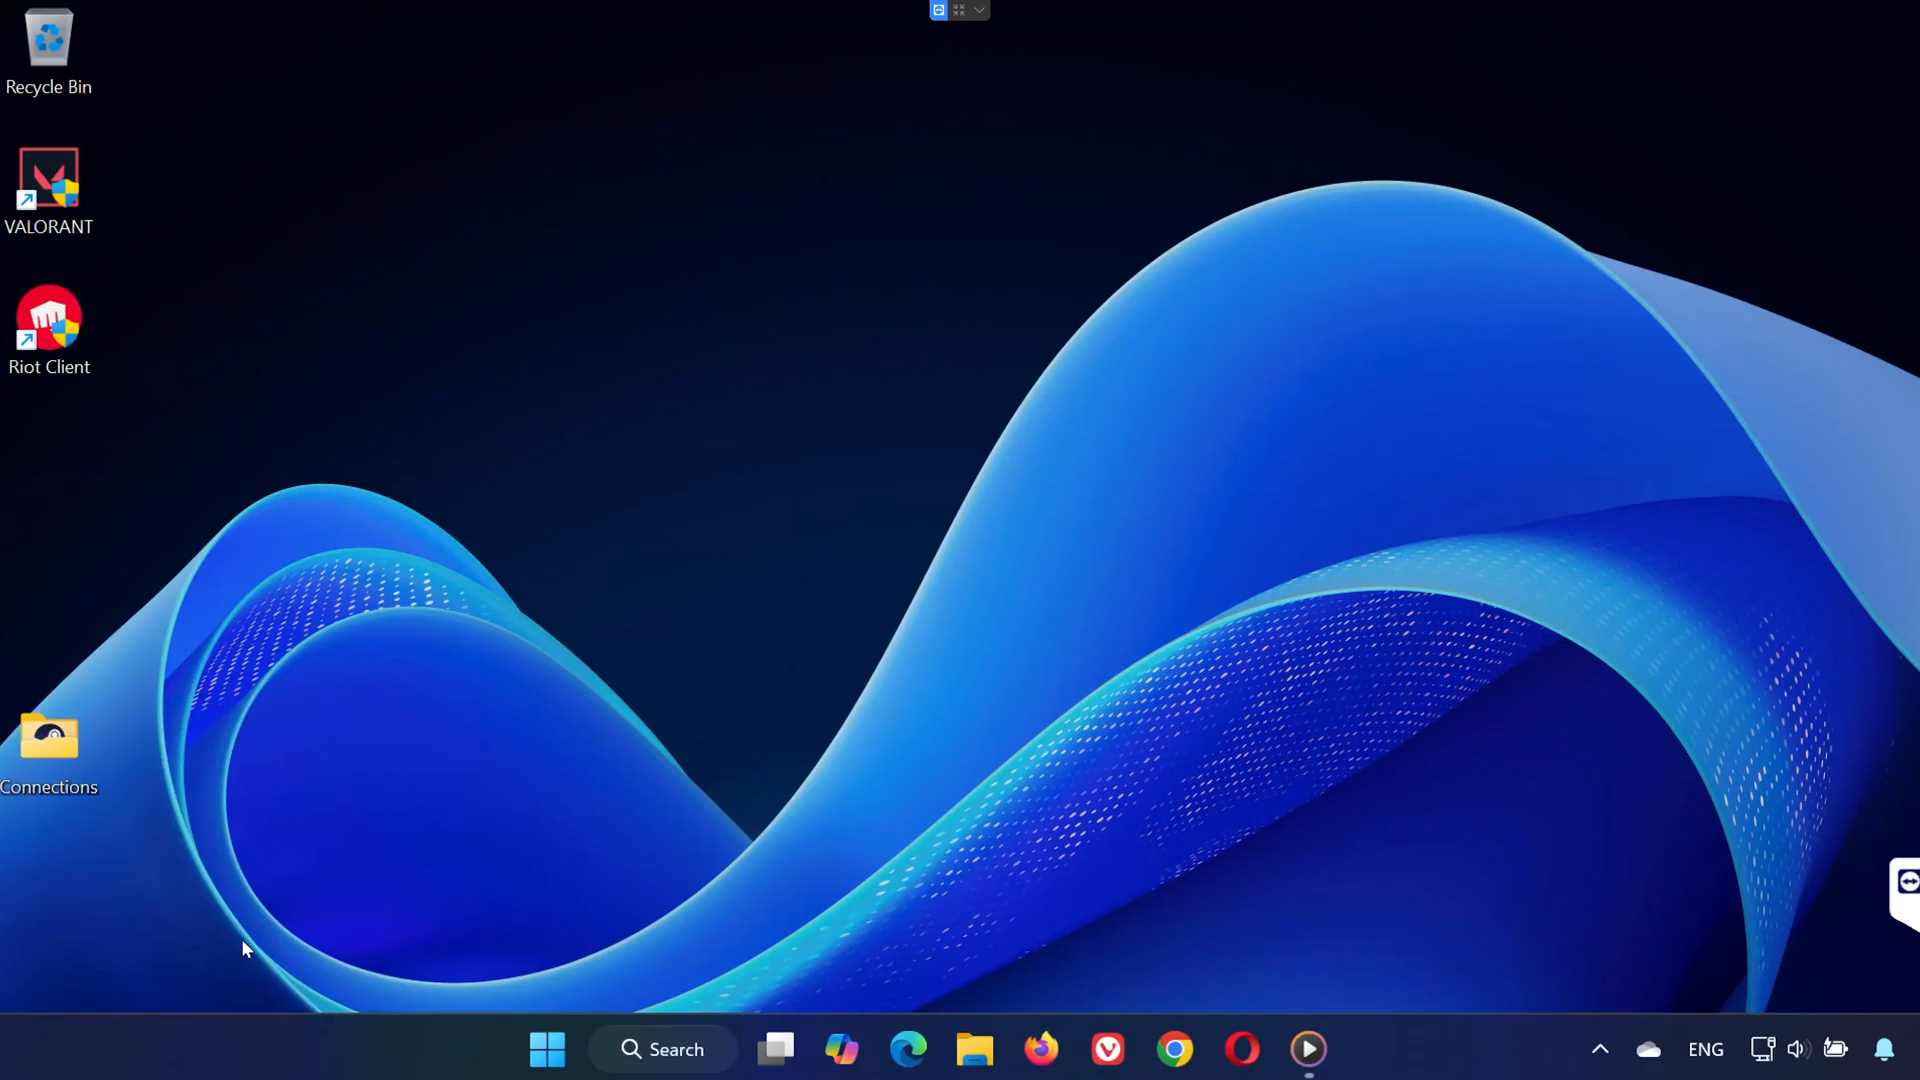 Recycle Bin
VALORANT
Riot Client
Connections
Search
ENG